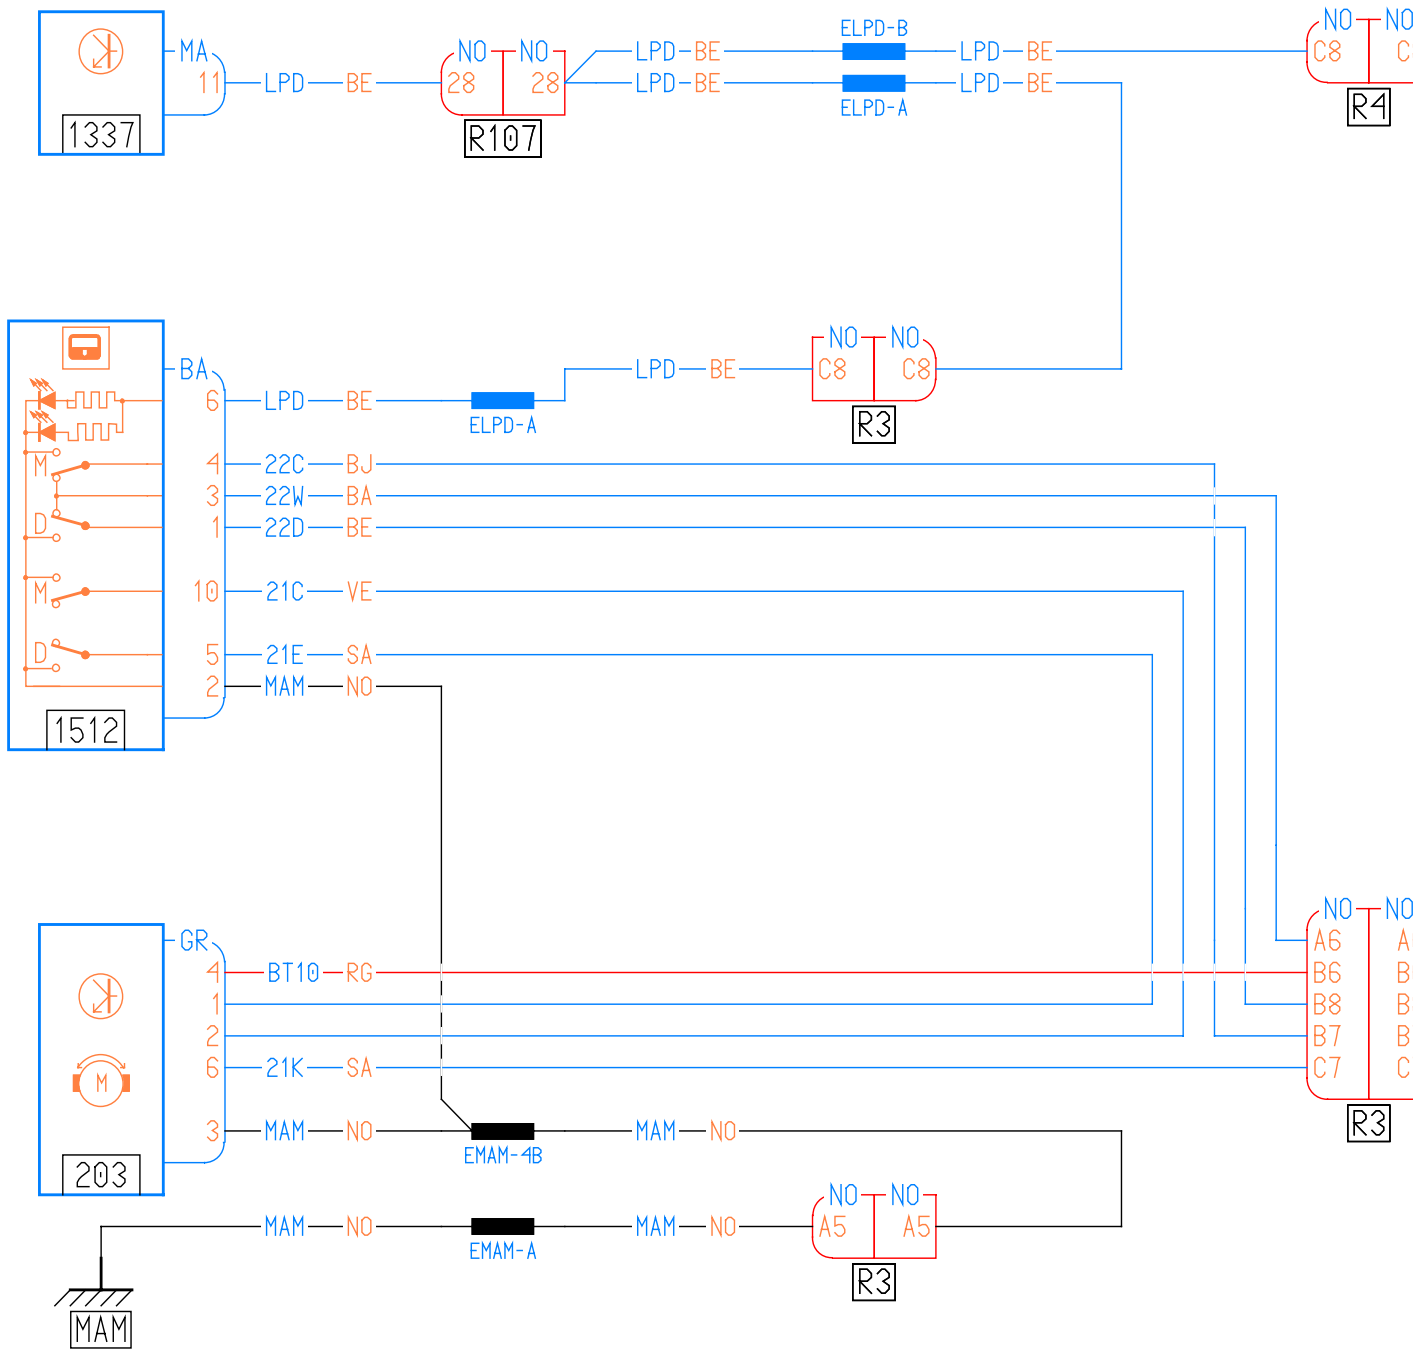 ELPD-B
NO NO
MA NO NO LPD BE LPD BE C8 C
11 LPD BE 28 28 LPD BE LPD BE
ELPD-A R4
1337 R107
NO NO
BA LPD BE C8 C8
6 LPD BE
ELPD-A R3
M 4 22C BJ
3 22W BA
D 1 22D BE
M 10 21C VE
D 5 21E SA
2 MAM NO
1512
NO NO
GR A6 A
4 BT10 RG B6 B
1 B8 B
2 B7 B
6 21K SA C7 C
M
R3
3 MAM NO MAM NO
EMAM-4B
203
NO NO
MAM NO MAM NO A5 A5
EMAM-A
R3
MAM